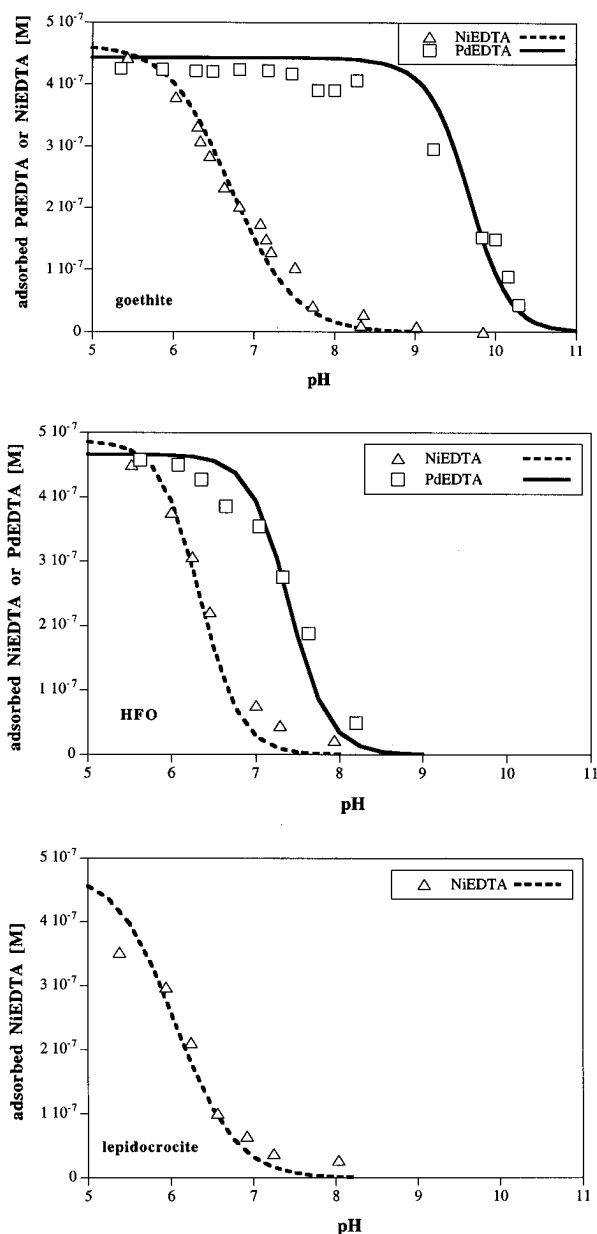 adsorbed PdEDTA or NiEDTA [M]
5 10-7
4 10-7
3 10-7
2 10-7
1 10-7
0
NiEDTA
PdEDTA
goethite
5 6 7 8 9 10 11
pH
adsorbed NiEDTA or PdEDTA [M]
5 10-7
4 10-7
3 10-7
2 10-7
1 10-7
0
NiEDTA
PdEDTA
HFO
5 6 7 8 9 10 11
pH
adsorbed NiEDTA [M]
5 10-7
4 10-7
3 10-7
2 10-7
1 10-7
0
NiEDTA
lepidocrocite
5 6 7 8 9 10 11
pH